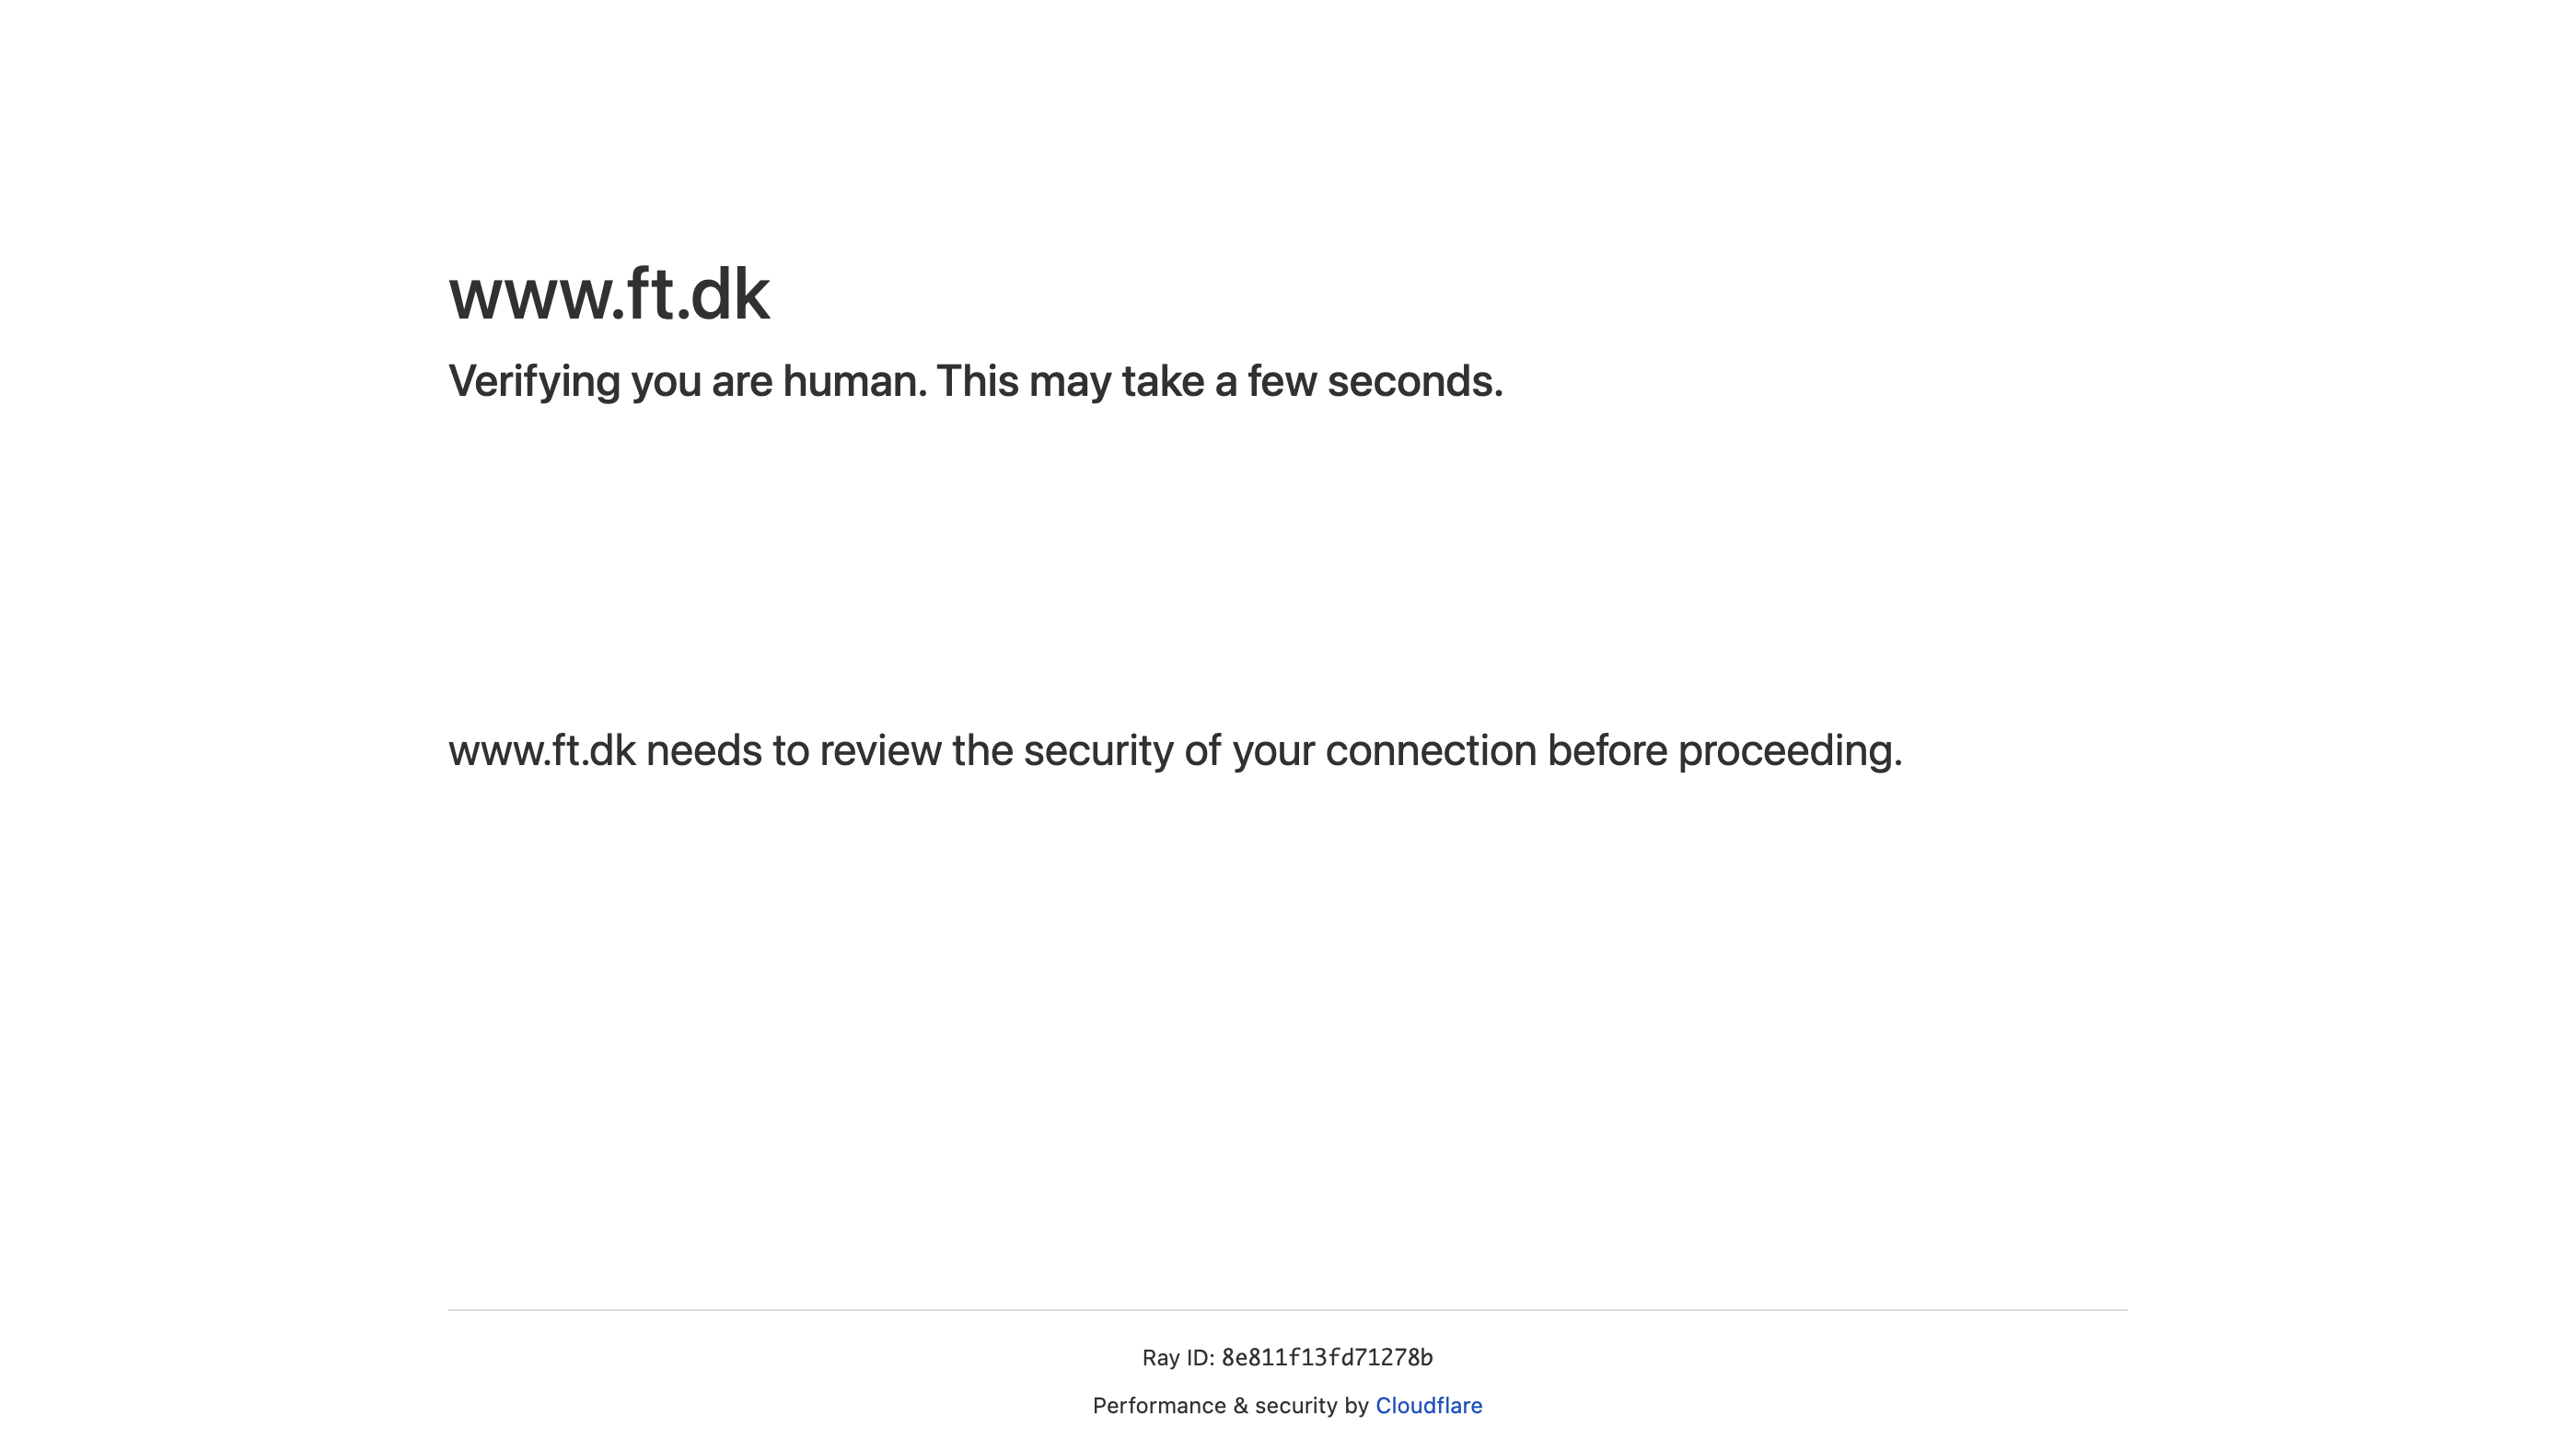 www.ft.dk
Verifying you are human. This may take a few seconds.
www.ft.dk needs to review the security of your connection before proceeding.
Ray ID: 8e811f13fd71278b
Performance & security by Cloudflare